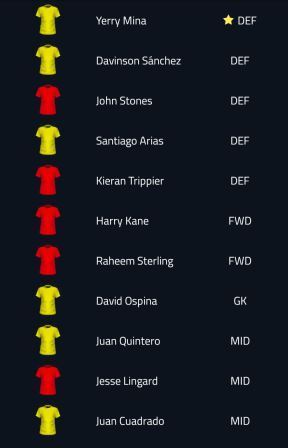 Yerry Mina DEF
Davinson Sánchez DEF
John Stones DEF
Santiago Arias DEF
Kieran Trippier DEF
Harry Kane FWD
Raheem Sterling FWD
David Ospina GK
Juan Quintero MID
Jesse Lingard MID
Juan Cuadrado MID